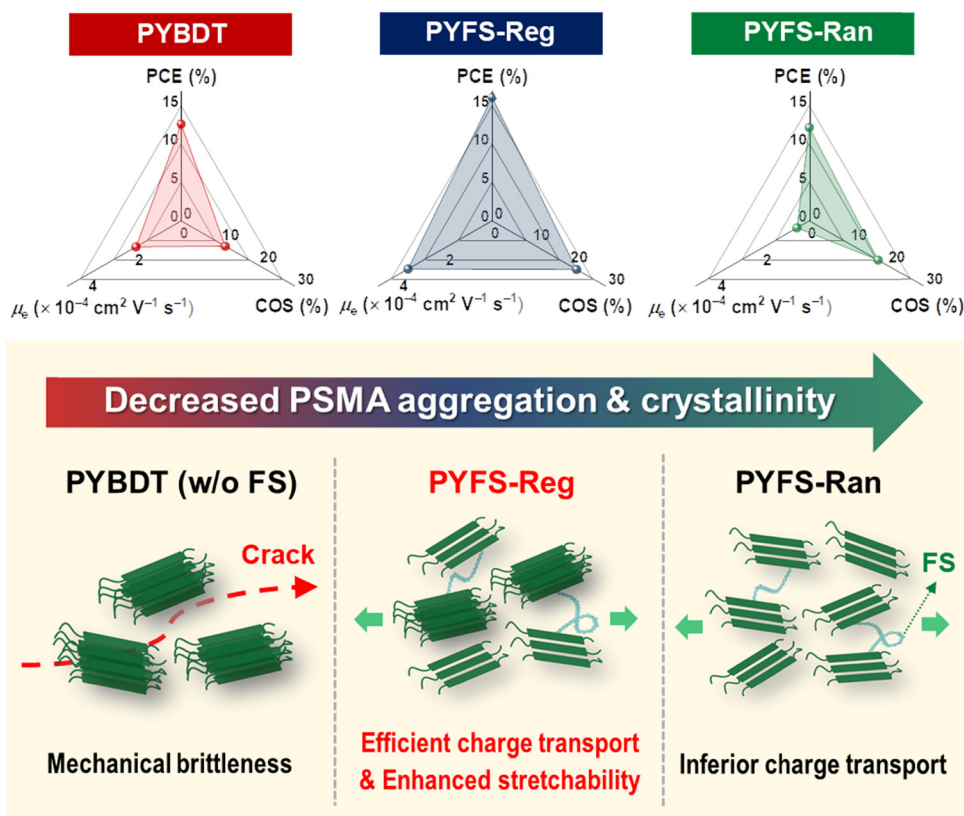 PYBDT
PYFS-Reg
PYFS-Ran
PCE (%)
15
10
5
0
0
0
10
20
30
2
4
μe (× 10⁻⁴ cm² V⁻¹ s⁻¹)
COS (%)
PCE (%)
15
10
5
0
0
0
10
20
30
2
4
μe (× 10⁻⁴ cm² V⁻¹ s⁻¹)
COS (%)
PCE (%)
15
10
5
0
0
0
10
20
30
2
4
μe (× 10⁻⁴ cm² V⁻¹ s⁻¹)
COS (%)
Decreased PSMA aggregation & crystallinity
PYBDT (w/o FS)
PYFS-Reg
PYFS-Ran
Crack
FS
Mechanical brittleness
Efficient charge transport
& Enhanced stretchability
Inferior charge transport